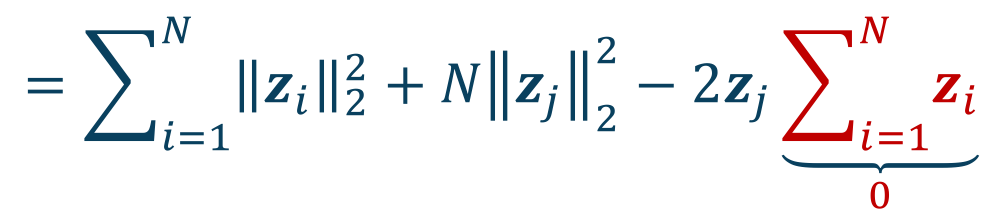 = ∑_{i=1}^{N} ‖𝒛_i‖_2^2 + N‖𝒛_j‖_2^2 − 2𝒛_j ∑_{i=1}^{N} 𝒛_i
0